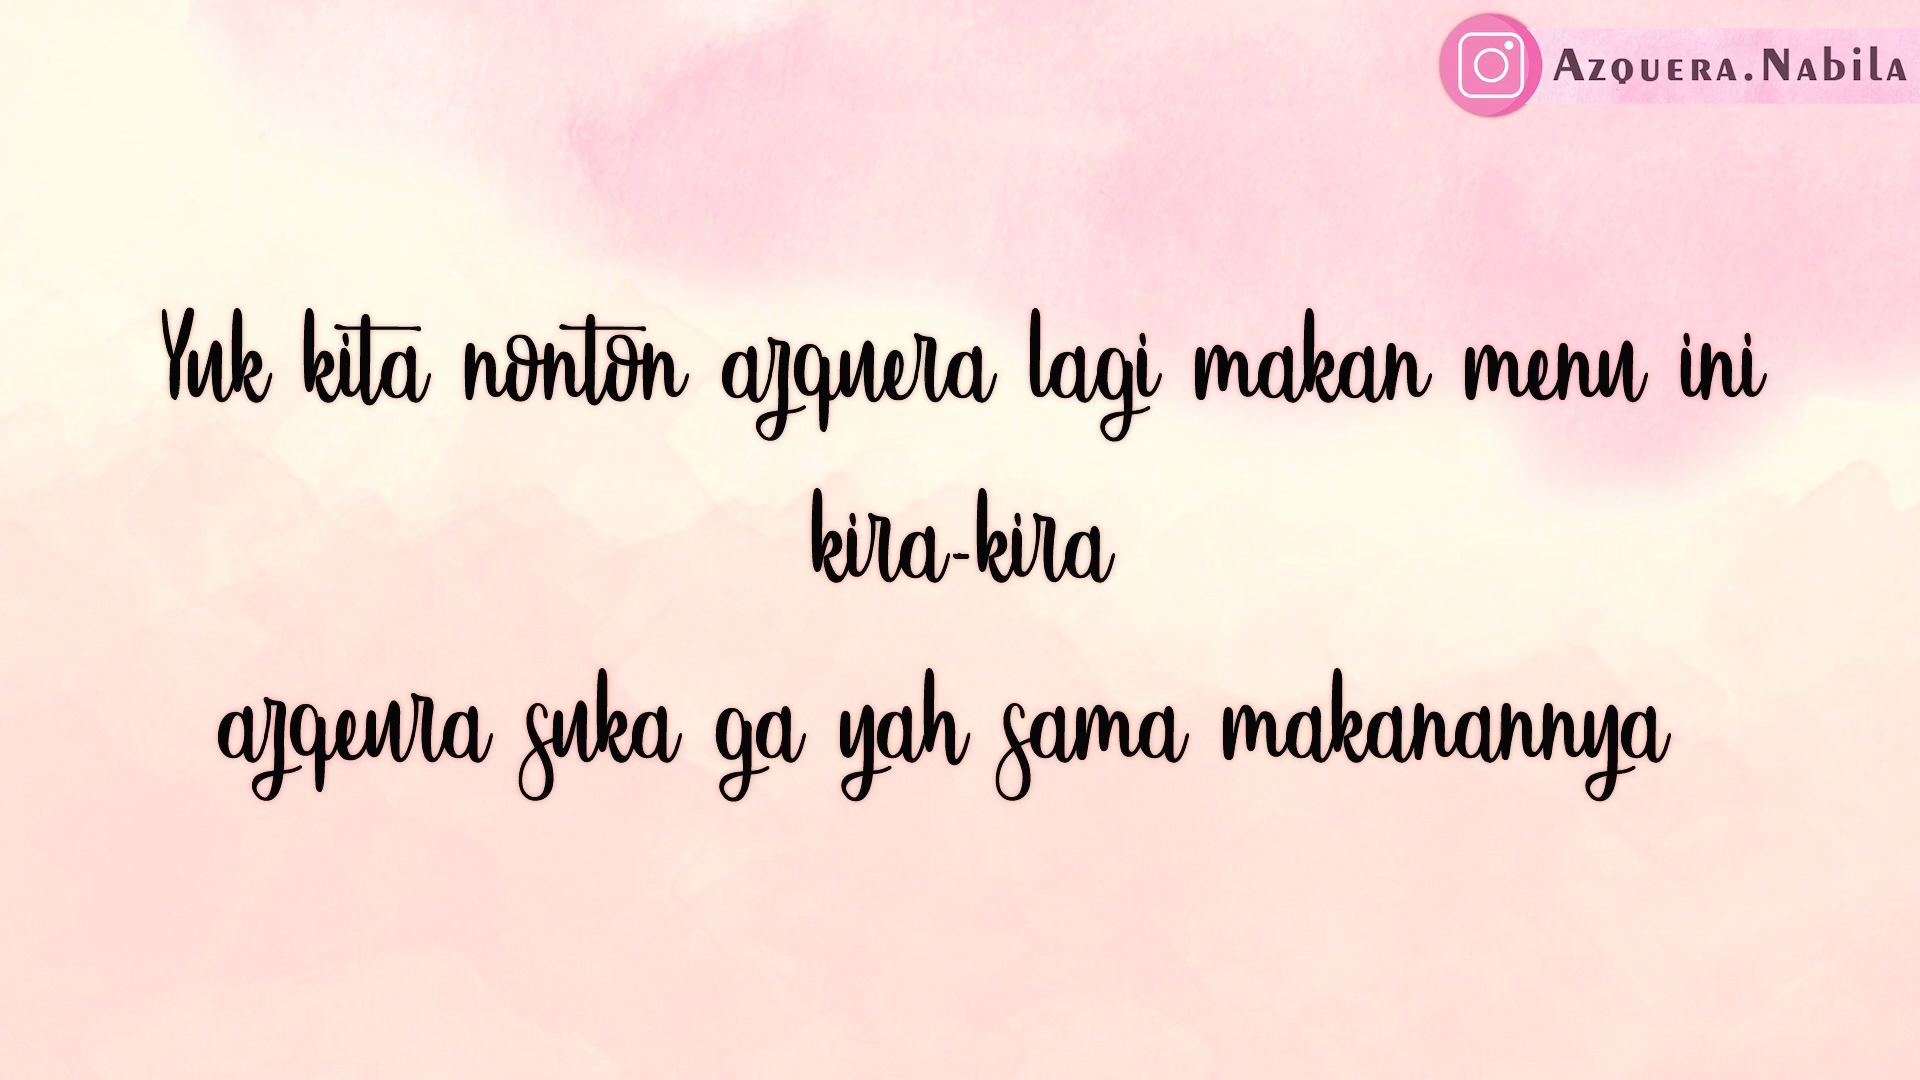 Azquera.Nabila
Yuk kita nonton azquera lagi makan menu ini
kira-kira
azqeura suka ga yah sama makanannya